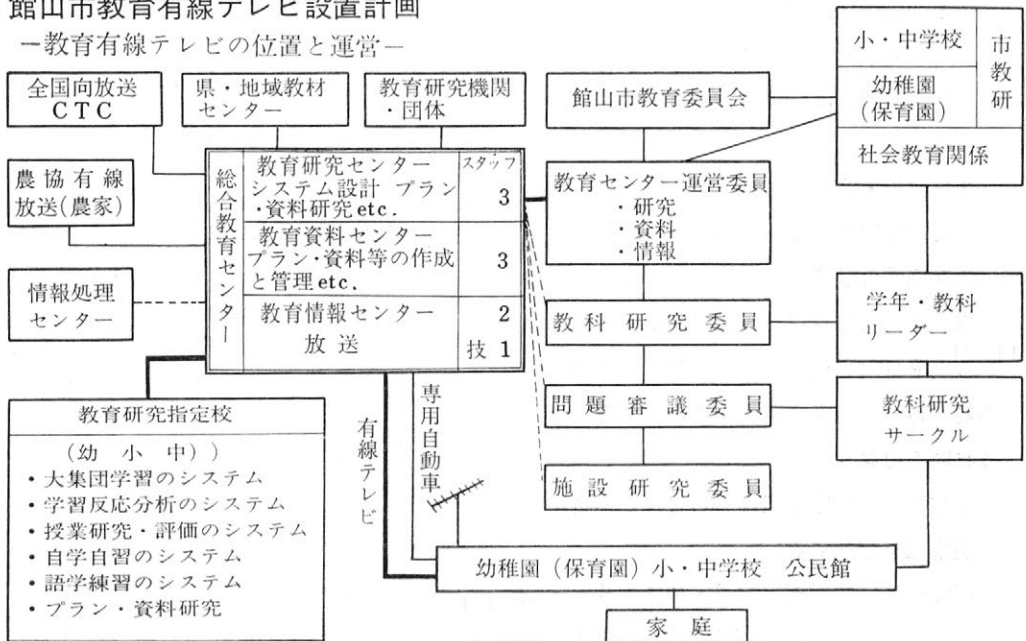 館山市教育有線テレビ設置計画
―教育有線テレビの位置と運営―
全国向放送
CTC
県・地域教材
センター
教育研究機関
・団体
農協有線
放送(農家)
情報処理
センター
総合教育センター
教育研究センター
システム設計 プラン
・資料研究etc.
スタッフ
3
教育資料センター
プラン・資料等の作成
と管理etc.
3
教育情報センター
放送
2
技 1
館山市教育委員会
教育センター運営委員
・研究
・資料
・情報
教科研究委員
問題審議委員
施設研究委員
小・中学校
幼稚園
(保育園)
市教研
社会教育関係
学年・教科
リーダー
教科研究
サークル
教育研究指定校
(幼 小 中))
・大集団学習のシステム
・学習反応分析のシステム
・授業研究・評価のシステム
・自学自習のシステム
・語学練習のシステム
・プラン・資料研究
有線テレビ
専用自動車
幼稚園(保育園)小・中学校 公民館
家庭